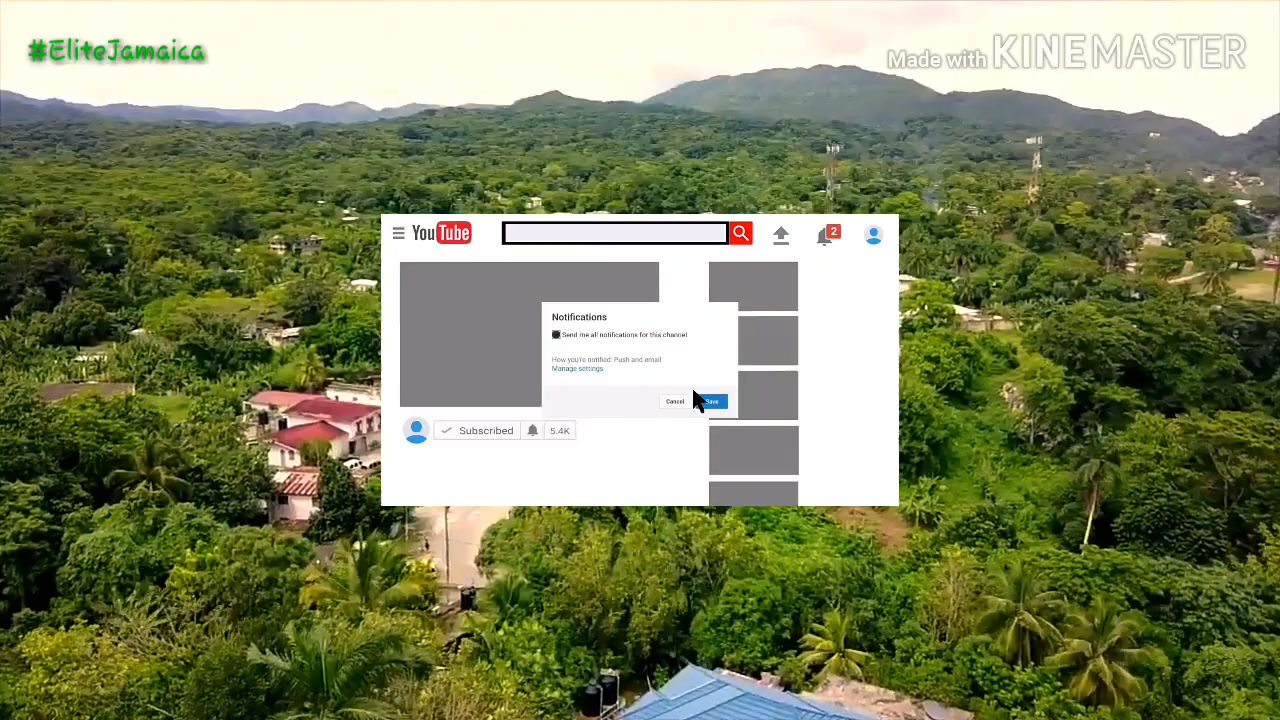 #EliteJamaica
Made with KINEMASTER
YouTube
2
Notifications
Send me all notifications for this channel
How you're notified: Push and email
Manage settings
Cancel
Save
Subscribed
5.4K